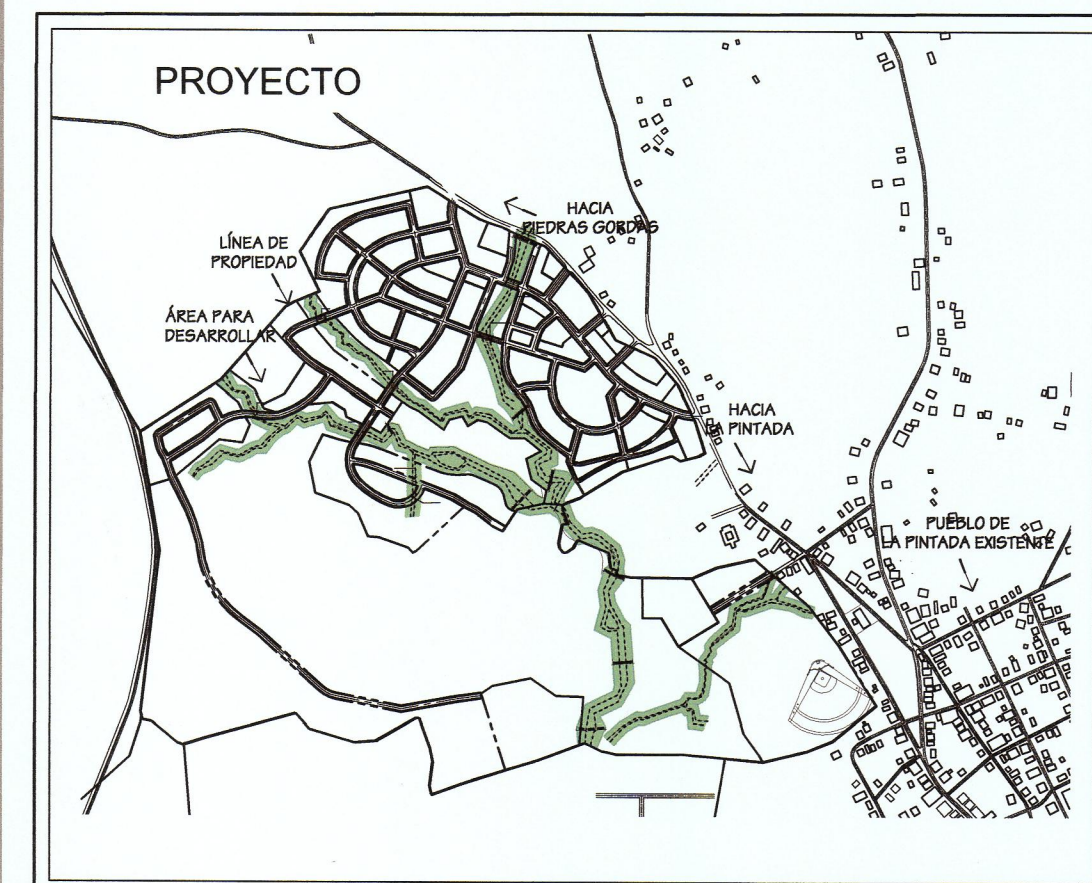 PROYECTO
HACIA
PIEDRAS GORDAS
LÍNEA DE
PROPIEDAD
ÁREA PARA
DESARROLLAR
HACIA
LA PINTADA
PUEBLO DE
LA PINTADA EXISTENTE